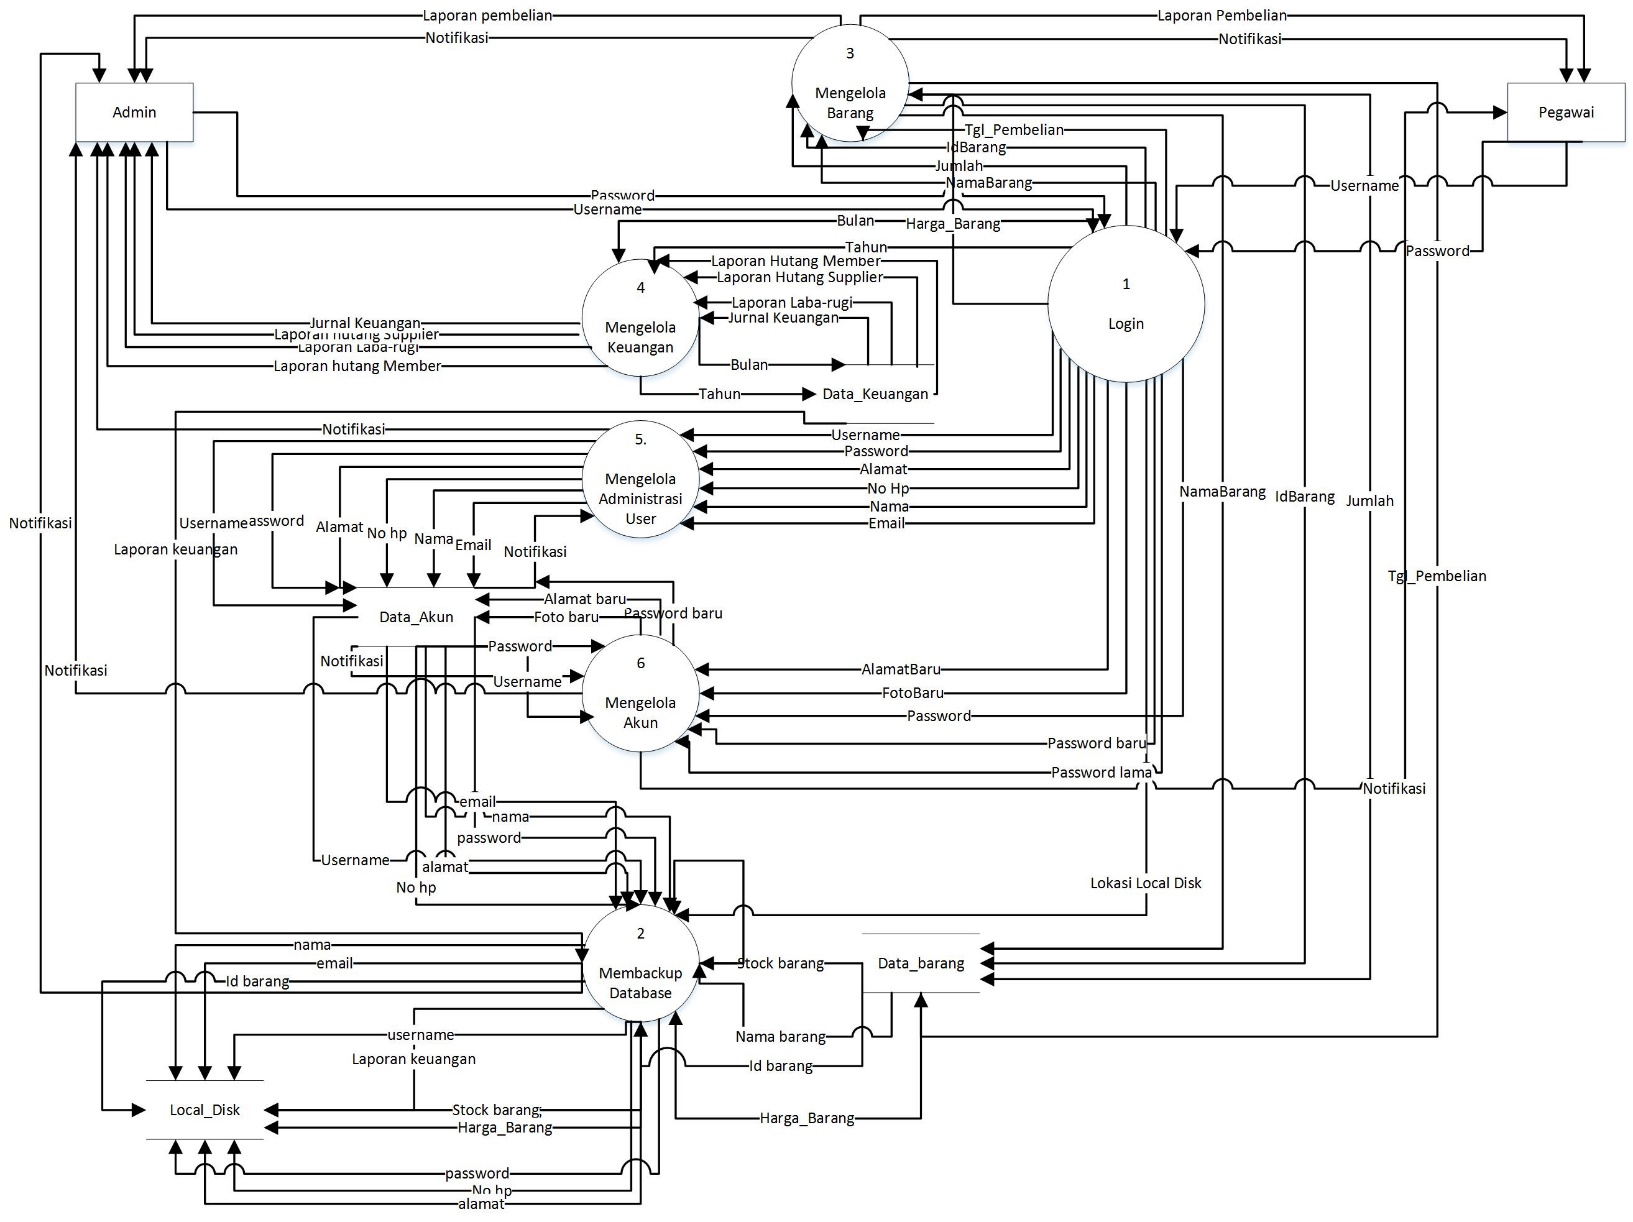 Laporan pembelian
Laporan Pembelian
Notifikasi
Notifikasi
3
Mengelola
Barang
Admin
Pegawai
Tgl_Pembelian
IdBarang
Jumlah
NamaBarang
Username
Password
Username
Bulan
Harga_Barang
Tahun
Password
Laporan Hutang Member
Laporan Hutang Supplier
4
Mengelola
Keuangan
1
Login
Laporan Laba-rugi
Jurnal Keuangan
Jurnal Keuangan
Laporan hutang Supplier
Laporan Laba-rugi
Laporan hutang Member
Bulan
Tahun
Data_Keuangan
Notifikasi
5.
Mengelola
Administrasi
User
Username
Password
Alamat
No Hp
Nama
Email
NamaBarang
IdBarang
Jumlah
Notifikasi
Username
assword
Alamat
No hp
Nama
Email
Notifikasi
Laporan keuangan
Tgl_Pembelian
Alamat baru
Data_Akun
Foto baru
Password baru
Password
Notifikasi
Username
Notifikasi
6
Mengelola
Akun
AlamatBaru
FotoBaru
Password
Password baru
Password lama
Notifikasi
email
nama
password
Username
alamat
No hp
Lokasi Local Disk
2
Membackup
Database
nama
email
Id barang
Stock barang
Data_barang
username
Nama barang
Laporan keuangan
Id barang
Local_Disk
Stock barang;
Harga_Barang
Harga_Barang
password
No hp
alamat